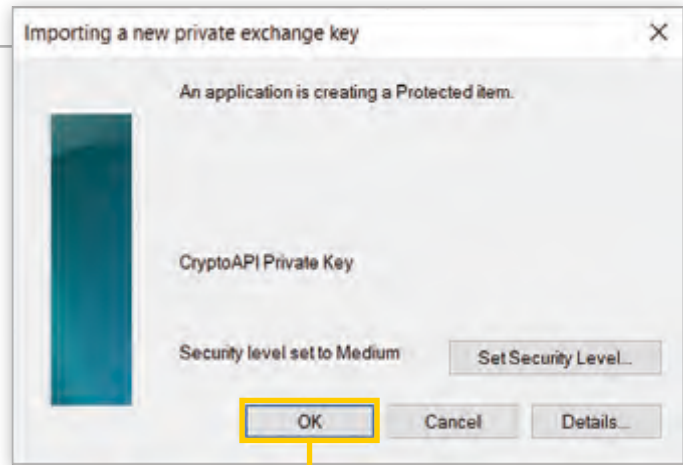 Importing a new private exchange key
An application is creating a Protected item.
CryptoAPI Private Key
Security level set to Medium
Set Security Level...
OK
Cancel
Details...